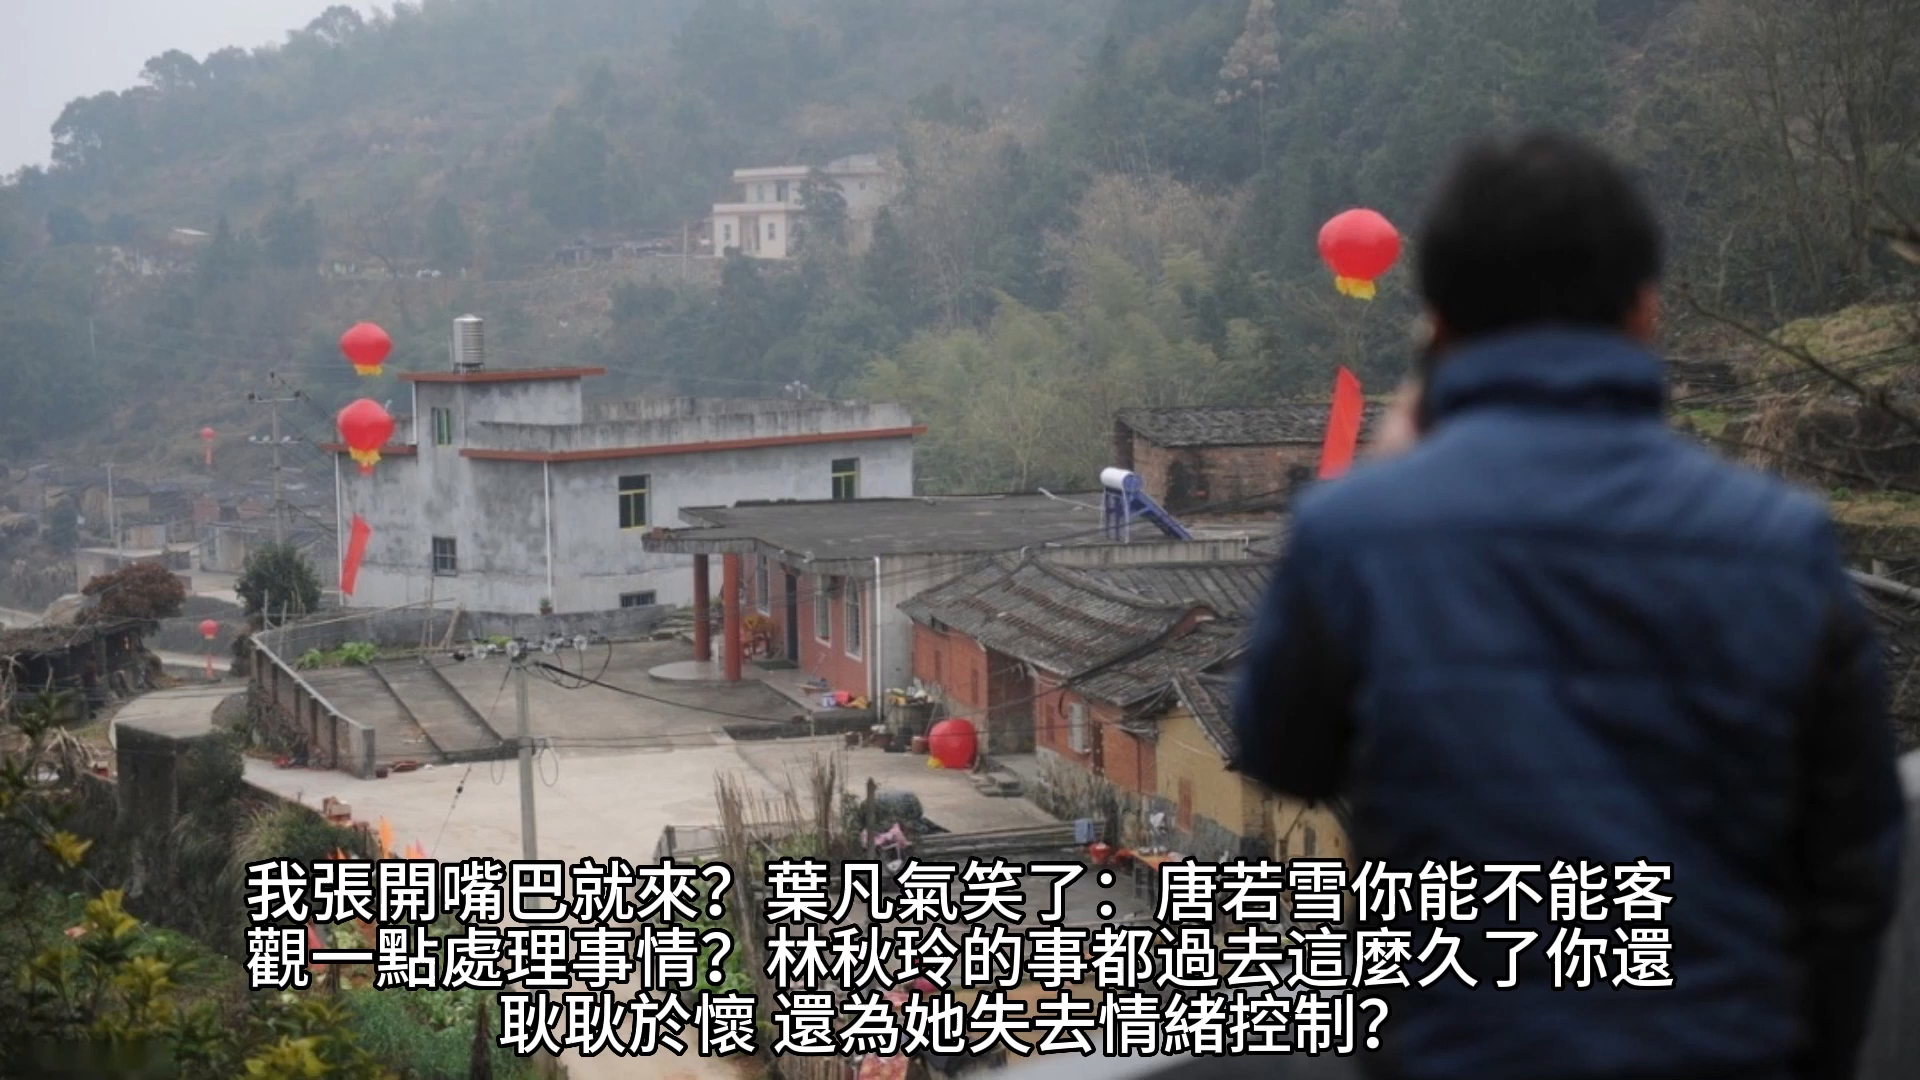 我張開嘴巴就來？葉凡氣笑了：唐若雪你能不能客
觀一點處理事情？林秋玲的事都過去這麼久了你還
耿耿於懷 還為她失去情緒控制？